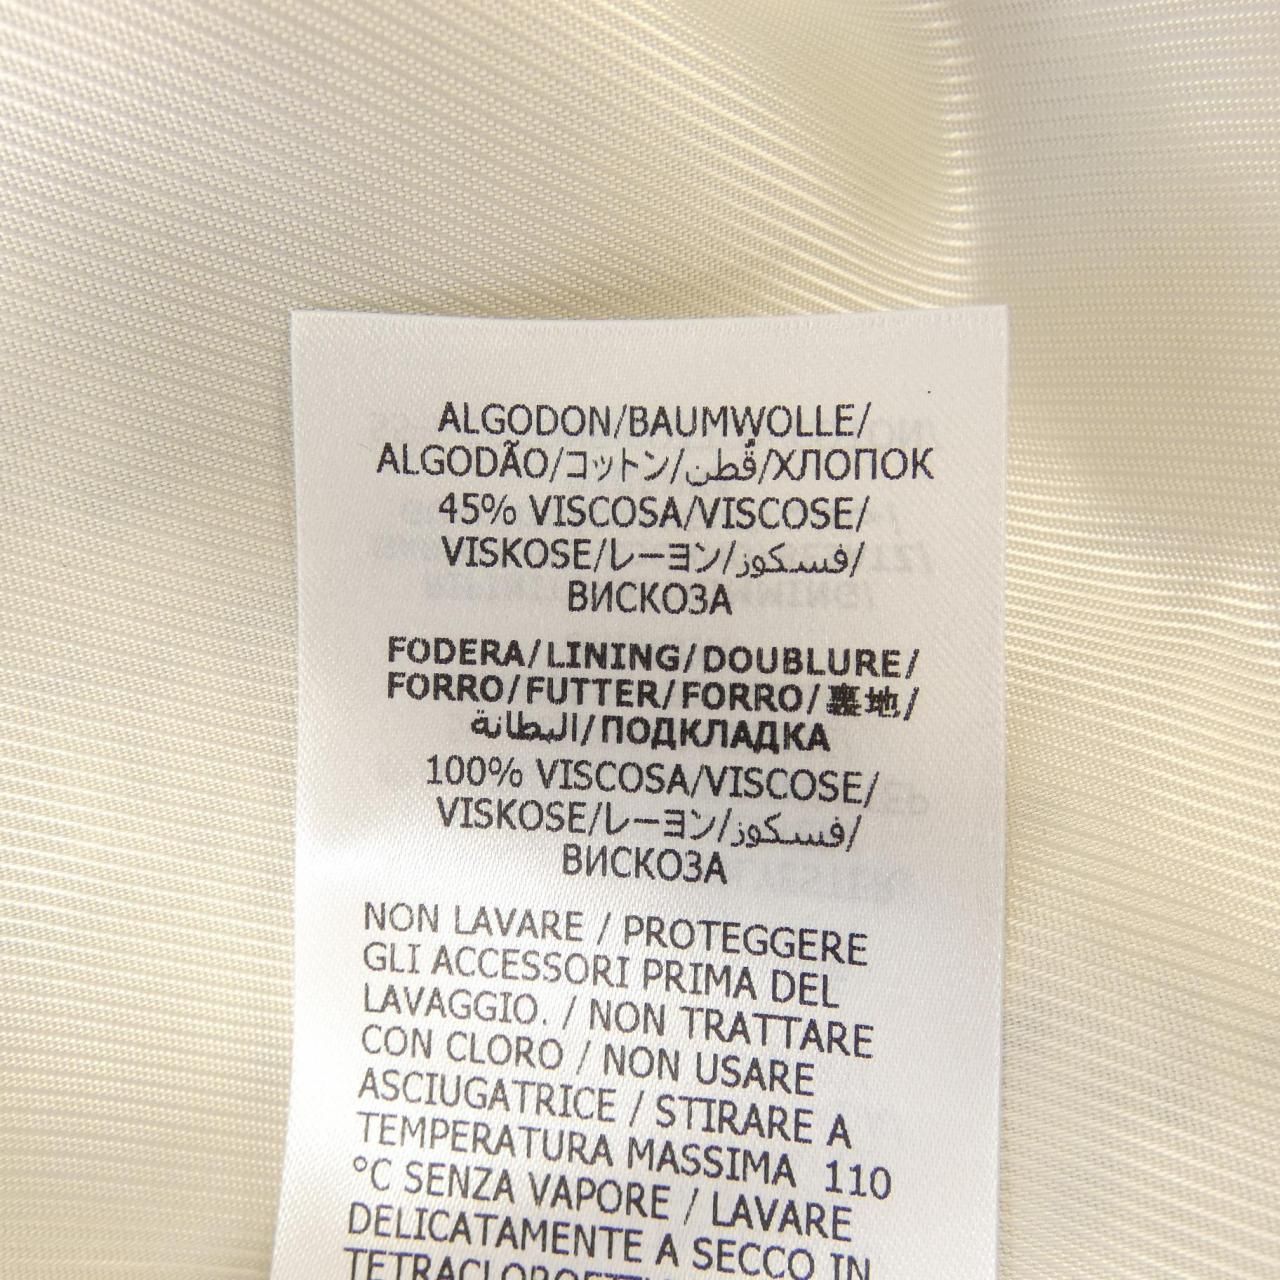 ALGODON/BAUMWOLLE/
ALGODÃO/コットン/قطن/ХЛОПОК
45% VISCOSA/VISCOSE/
VISKOSE/レーヨン/فسكوز/
ВИСКОЗА
FODERA/LINING/DOUBLURE/
FORRO/FUTTER/FORRO/裏地/
البطانة/ПОДКЛАДКА
100% VISCOSA/VISCOSE/
VISKOSE/レーヨン/فسكوز/
ВИСКОЗА
NON LAVARE / PROTEGGERE
GLI ACCESSORI PRIMA DEL
LAVAGGIO. / NON TRATTARE
CON CLORO / NON USARE
ASCIUGATRICE / STIRARE A
TEMPERATURA MASSIMA 110
°C SENZA VAPORE / LAVARE
DELICATAMENTE A SECCO IN